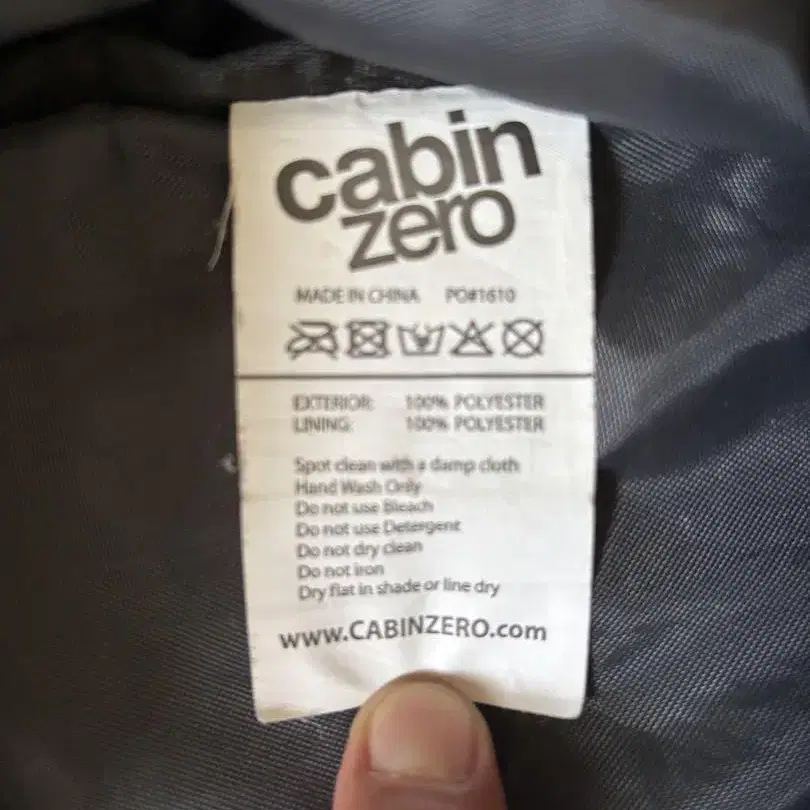 cabin
zero
MADE IN CHINA PO#1610
EXTERIOR: 100% POLYESTER
LINING: 100% POLYESTER
Spot clean with a damp cloth
Hand Wash Only
Do not use Bleach
Do not use Detergent
Do not dry clean
Do not iron
Dry flat in shade or line dry
www.CABINZERO.com